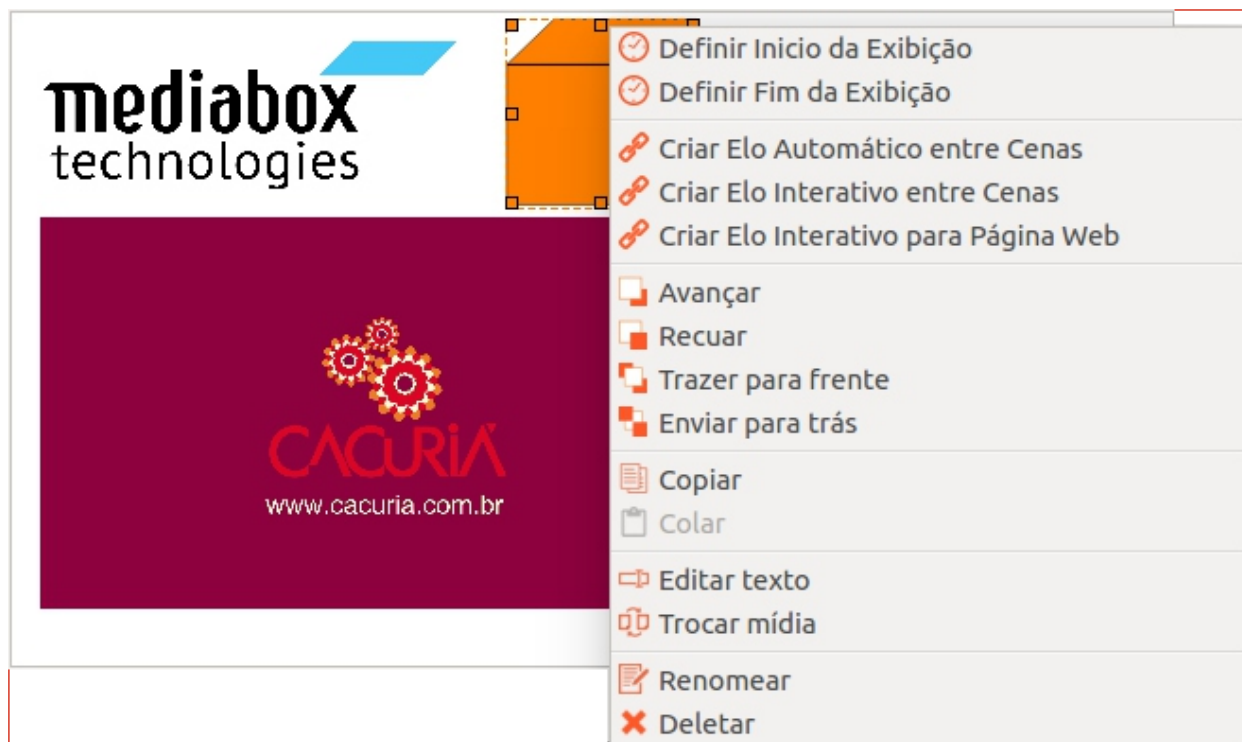 mediabox
technologies
CACURIÁ
www.cacuria.com.br
Definir Inicio da Exibição
Definir Fim da Exibição
Criar Elo Automático entre Cenas
Criar Elo Interativo entre Cenas
Criar Elo Interativo para Página Web
Avançar
Recuar
Trazer para frente
Enviar para trás
Copiar
Colar
Editar texto
Trocar mídia
Renomear
Deletar